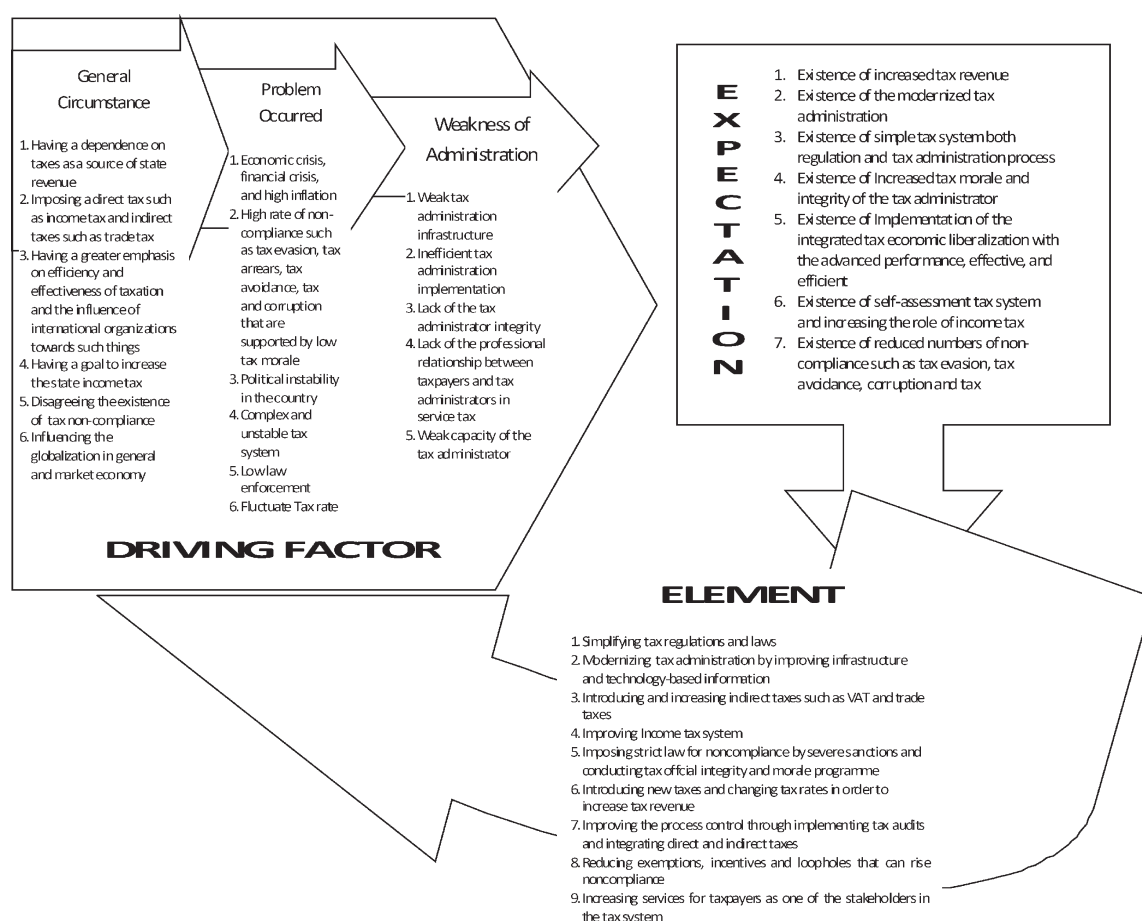 General
Circumstance
1. Having a dependence on
taxes as a source of state
revenue
2. Imposing a direct tax such
as income tax and indirect
taxes such as trade tax
3. Having a greater emphasis
on efficiency and
effectiveness of taxation
and the influence of
international organizations
towards such things
4. Having a goal to increase
the state income tax
5. Disagreeing the existence
of tax non-compliance
6. Influencing the
globalization in general
and market economy
Problem
Occurred
1. Economic crisis,
financial crisis,
and high inflation
2. High rate of non-
compliance such
as tax evasion, tax
arrears, tax
avoidance, tax
and corruption
that are
supported by low
tax morale
3. Political instability
in the country
4. Complex and
unstable tax
system
5. Low law
enforcement
6. Fluctuate Tax rate
Weakness of
Administration
1. Weak tax
administration
infrastructure
2. Inefficient tax
administration
implementation
3. Lack of the tax
administrator integrity
4. Lack of the professional
relationship between
taxpayers and tax
administrators in
service tax
5. Weak capacity of the
tax administrator
DRIVING FACTOR
EXPECTATION
1. Existence of increased tax revenue
2. Existence of the modernized tax
administration
3. Existence of simple tax system both
regulation and tax administration process
4. Existence of Increased tax morale and
integrity of the tax administrator
5. Existence of Implementation of the
integrated tax economic liberalization with
the advanced performance, effective, and
efficient
6. Existence of self-assessment tax system
and increasing the role of income tax
7. Existence of reduced numbers of non-
compliance such as tax evasion, tax
avoidance, corruption and tax
ELEMENT
1. Simplifying tax regulations and laws
2. Modernizing tax administration by improving infrastructure
and technology-based information
3. Introducing and increasing indirect taxes such as VAT and trade
taxes
4. Improving Income tax system
5. Imposing strict law for noncompliance by severe sanctions and
conducting tax offcial integrity and morale programme
6. Introducing new taxes and changing tax rates in order to
increase tax revenue
7. Improving the process control through implementing tax audits
and integrating direct and indirect taxes
8. Reducing exemptions, incentives and loopholes that can rise
noncompliance
9. Increasing services for taxpayers as one of the stakeholders in
the tax system